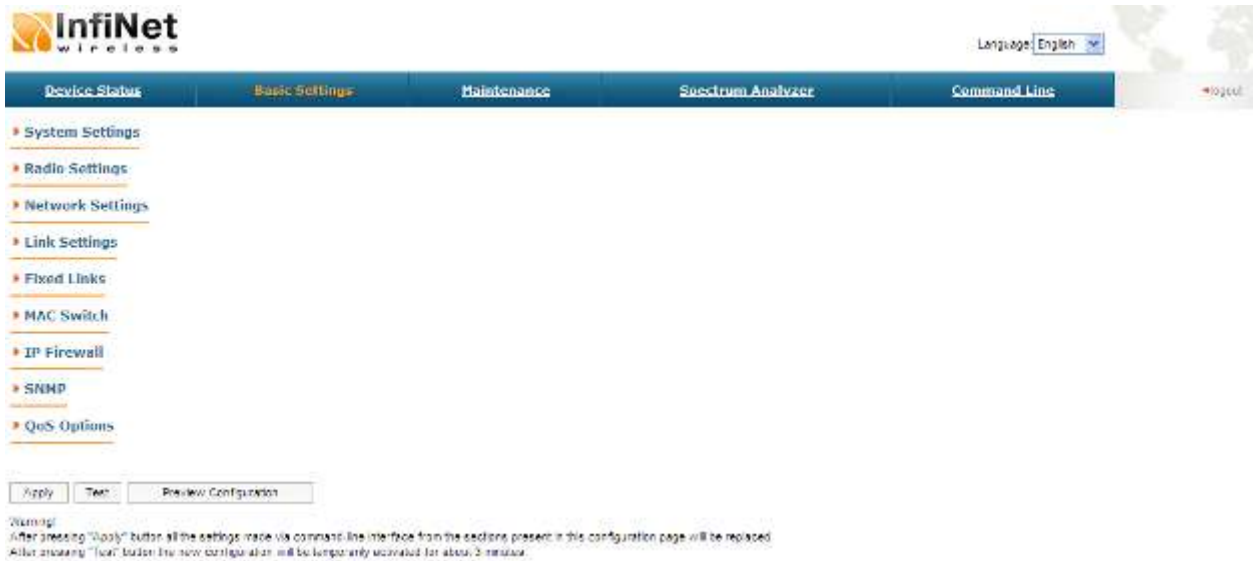 InfiNet
wireless
Language: English
Device Status
Basic Settings
Maintenance
Spectrum Analyzer
Command Line
logout
System Settings
Radio Settings
Network Settings
Link Settings
Fixed Links
MAC Switch
IP Firewall
SNMP
QoS Options
Apply
Test
Preview Configuration
Warning!
After pressing "Apply" button all the settings made via command-line interface from the sections present in this configuration page will be replaced
After pressing "Test" button the new configuration will be temporarily activated for about 3 minutes